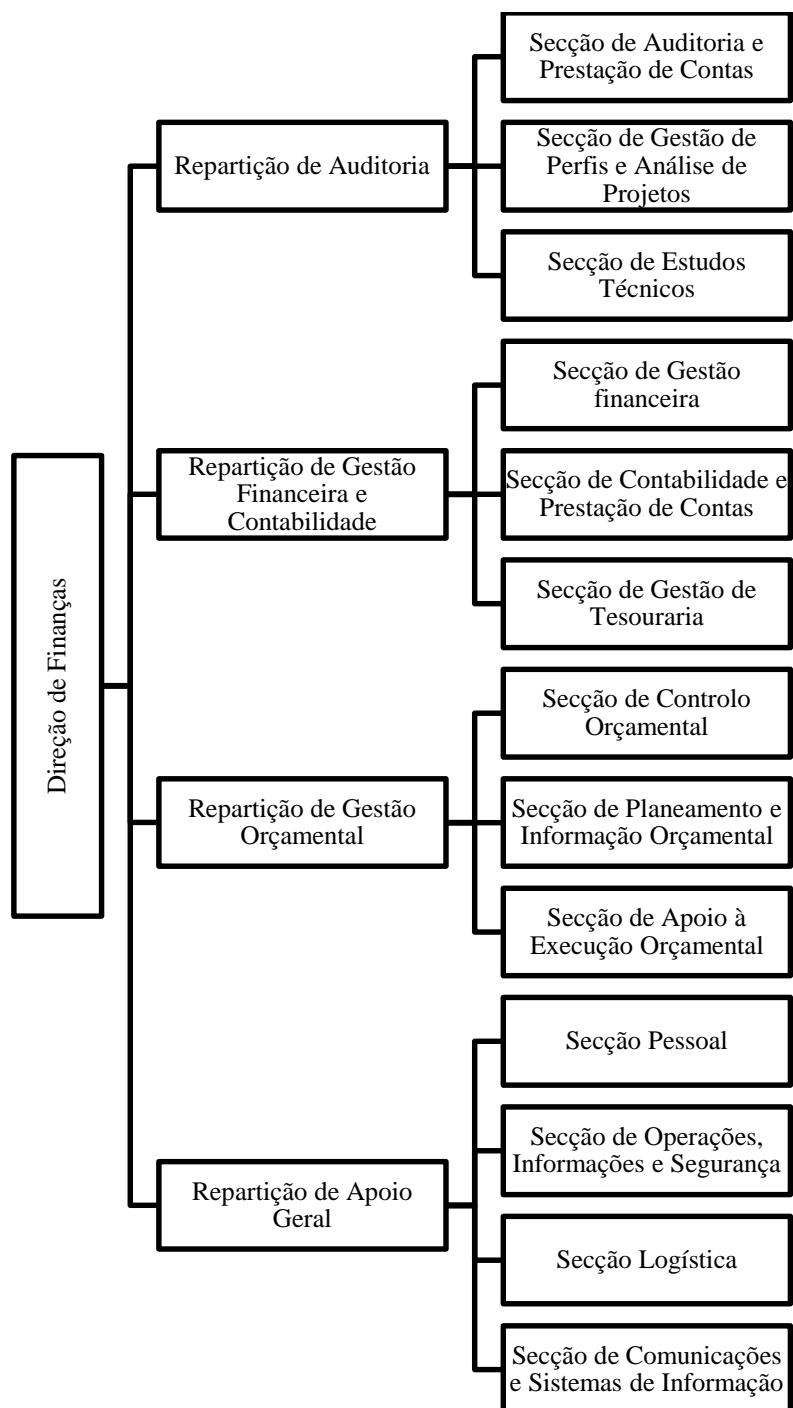 Direção de Finanças
Repartição de Auditoria
Secção de Auditoria e
Prestação de Contas
Secção de Gestão de
Perfis e Análise de
Projetos
Secção de Estudos
Técnicos
Repartição de Gestão
Financeira e
Contabilidade
Secção de Gestão
financeira
Secção de Contabilidade e
Prestação de Contas
Secção de Gestão de
Tesouraria
Repartição de Gestão
Orçamental
Secção de Controlo
Orçamental
Secção de Planeamento e
Informação Orçamental
Secção de Apoio à
Execução Orçamental
Repartição de Apoio
Geral
Secção Pessoal
Secção de Operações,
Informações e Segurança
Secção Logística
Secção de Comunicações
e Sistemas de Informação